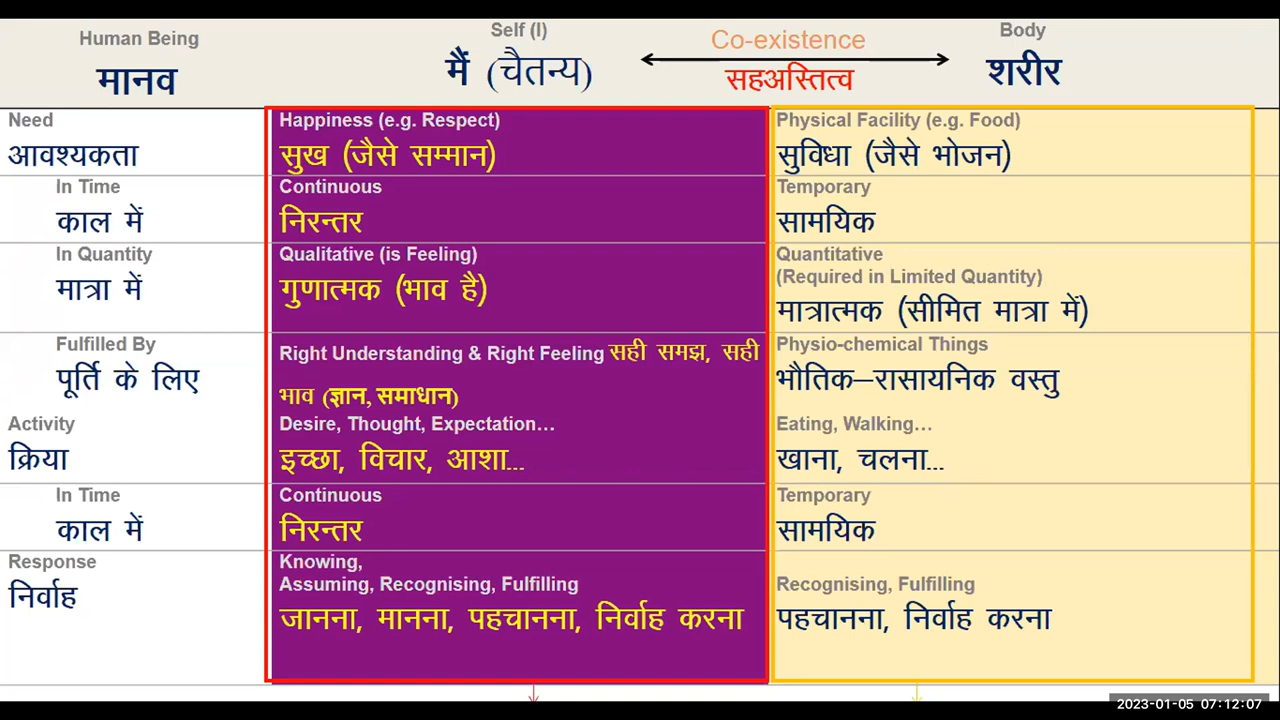 Human Being
मानव
Self (I)
मैं (चैतन्य)
Co-existence
सहअस्तित्व
Body
शरीर
Need
आवश्यकता
Happiness (e.g. Respect)
सुख (जैसे सम्मान)
Physical Facility (e.g. Food)
सुविधा (जैसे भोजन)
In Time
काल में
Continuous
निरन्तर
Temporary
सामयिक
In Quantity
मात्रा में
Qualitative (is Feeling)
गुणात्मक (भाव है)
Quantitative
(Required in Limited Quantity)
मात्रात्मक (सीमित मात्रा में)
Fulfilled By
पूर्ति के लिए
Right Understanding & Right Feeling सही समझ, सही
भाव (ज्ञान, समाधान)
Physio-chemical Things
भौतिक–रासायनिक वस्तु
Activity
क्रिया
Desire, Thought, Expectation…
इच्छा, विचार, आशा...
Eating, Walking…
खाना, चलना...
In Time
काल में
Continuous
निरन्तर
Temporary
सामयिक
Response
निर्वाह
Knowing,
Assuming, Recognising, Fulfilling
जानना, मानना, पहचानना, निर्वाह करना
Recognising, Fulfilling
पहचानना, निर्वाह करना
2023-01-05 07:12:07